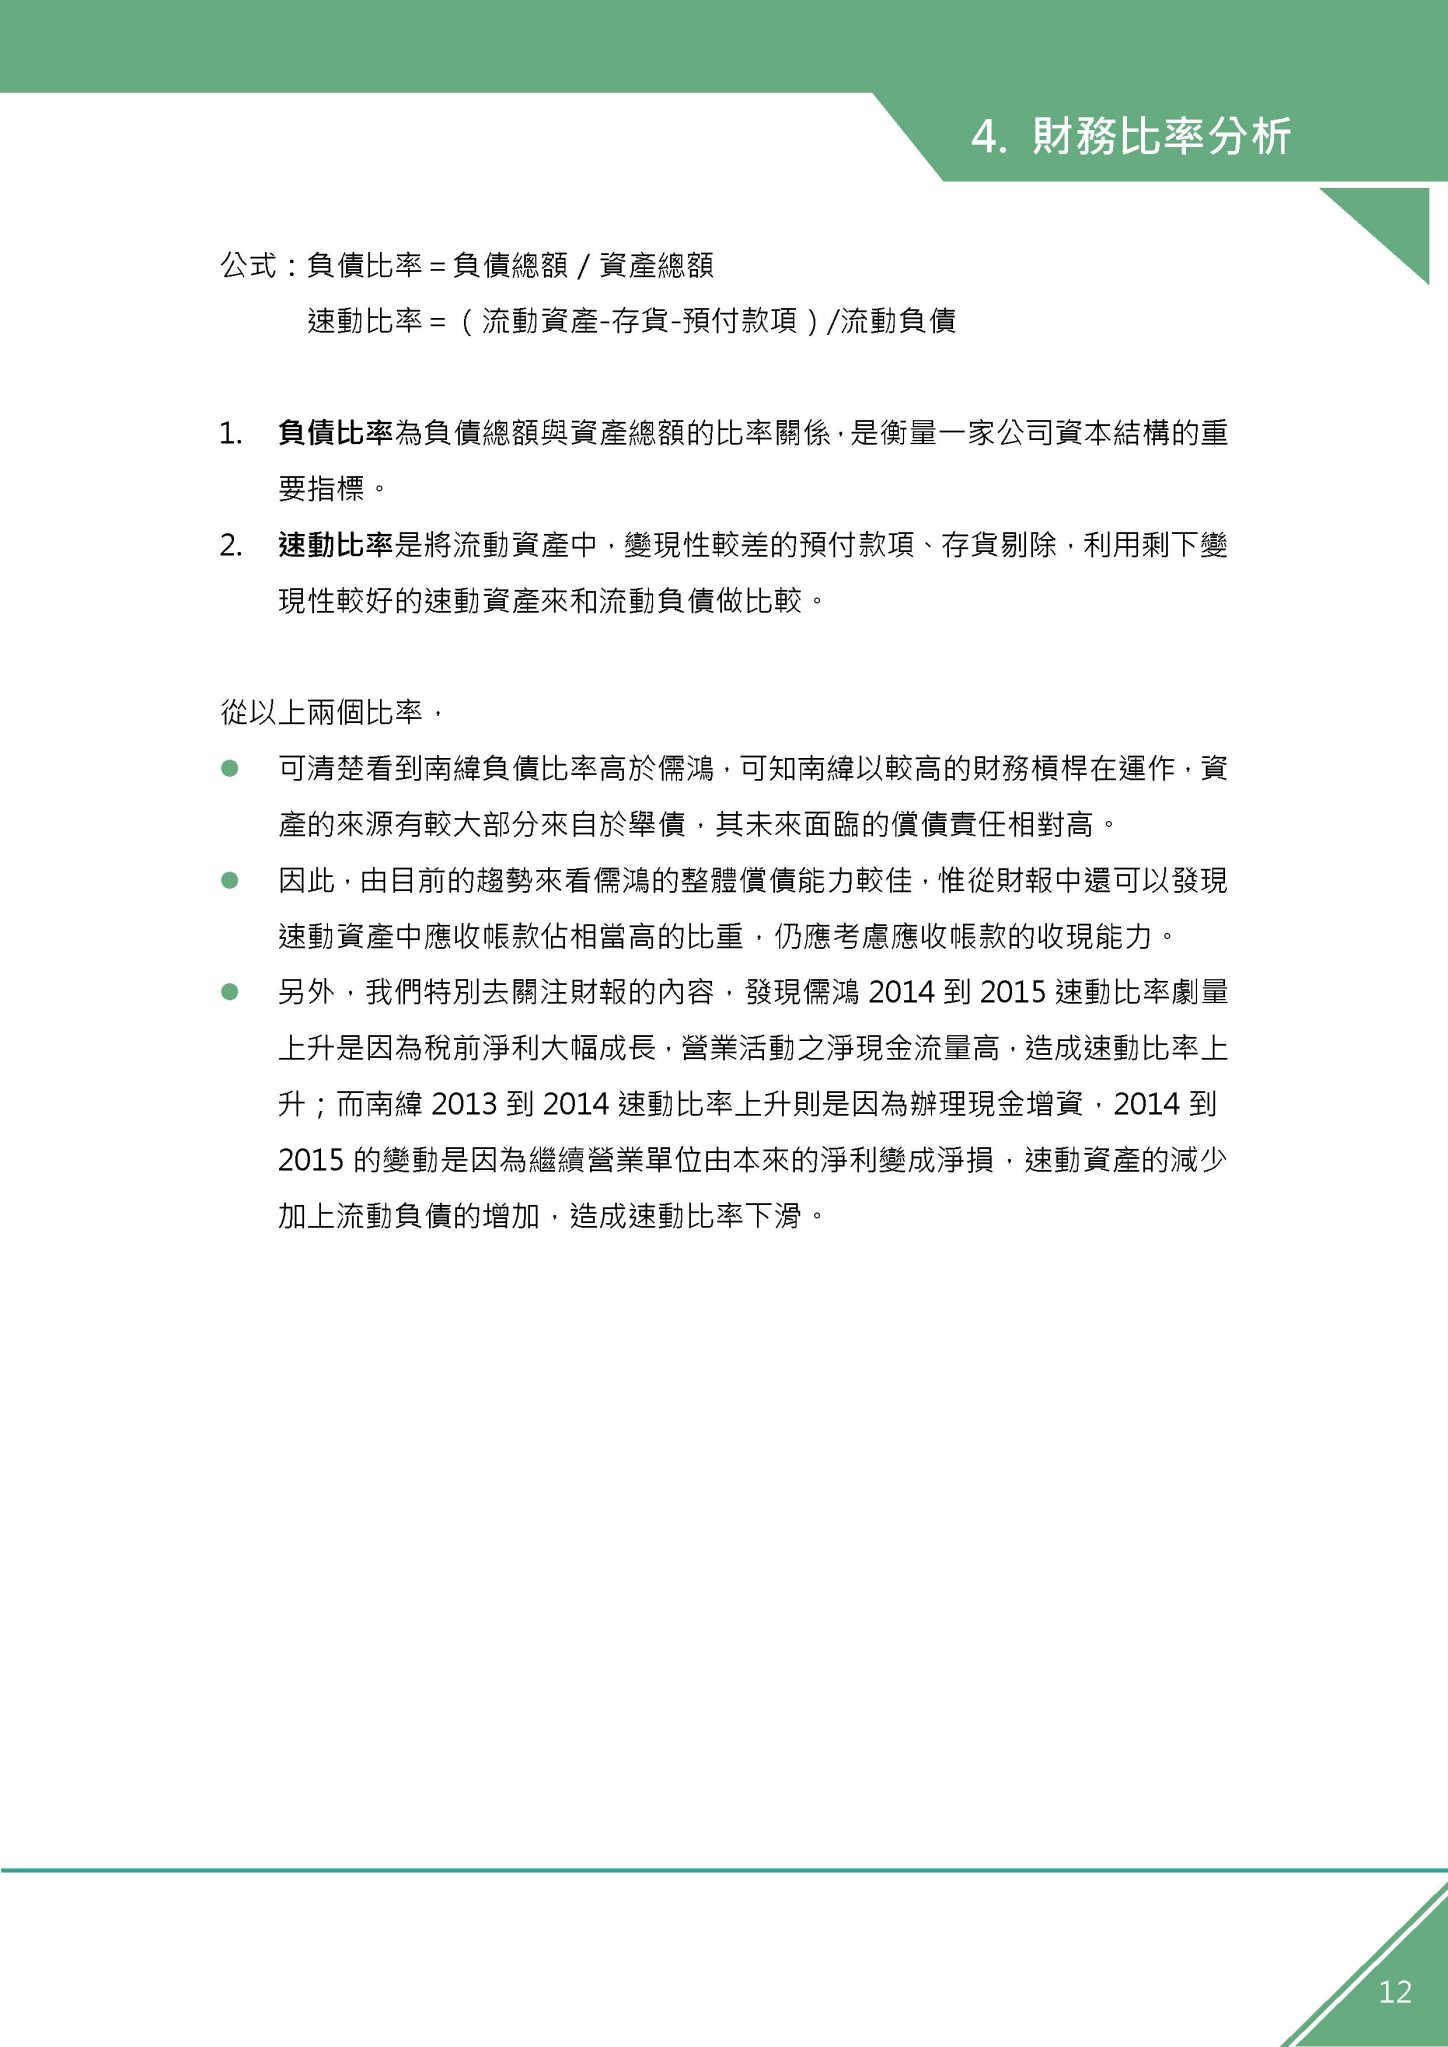 4. 財務比率分析
公式：負債比率＝負債總額 / 資產總額
速動比率＝（流動資產-存貨-預付款項）/流動負債
1. 負債比率為負債總額與資產總額的比率關係，是衡量一家公司資本結構的重
要指標。
2. 速動比率是將流動資產中，變現性較差的預付款項、存貨剔除，利用剩下變
現性較好的速動資產來和流動負債做比較。
從以上兩個比率，
● 可清楚看到南緯負債比率高於儒鴻，可知南緯以較高的財務槓桿在運作，資
產的來源有較大部分來自於舉債，其未來面臨的償債責任相對高。
● 因此，由目前的趨勢來看儒鴻的整體償債能力較佳，惟從財報中還可以發現
速動資產中應收帳款佔相當高的比重，仍應考慮應收帳款的收現能力。
● 另外，我們特別去關注財報的內容，發現儒鴻 2014 到 2015 速動比率劇量
上升是因為稅前淨利大幅成長，營業活動之淨現金流量高，造成速動比率上
升；而南緯 2013 到 2014 速動比率上升則是因為辦理現金增資，2014 到
2015 的變動是因為繼續營業單位由本來的淨利變成淨損，速動資產的減少
加上流動負債的增加，造成速動比率下滑。
12